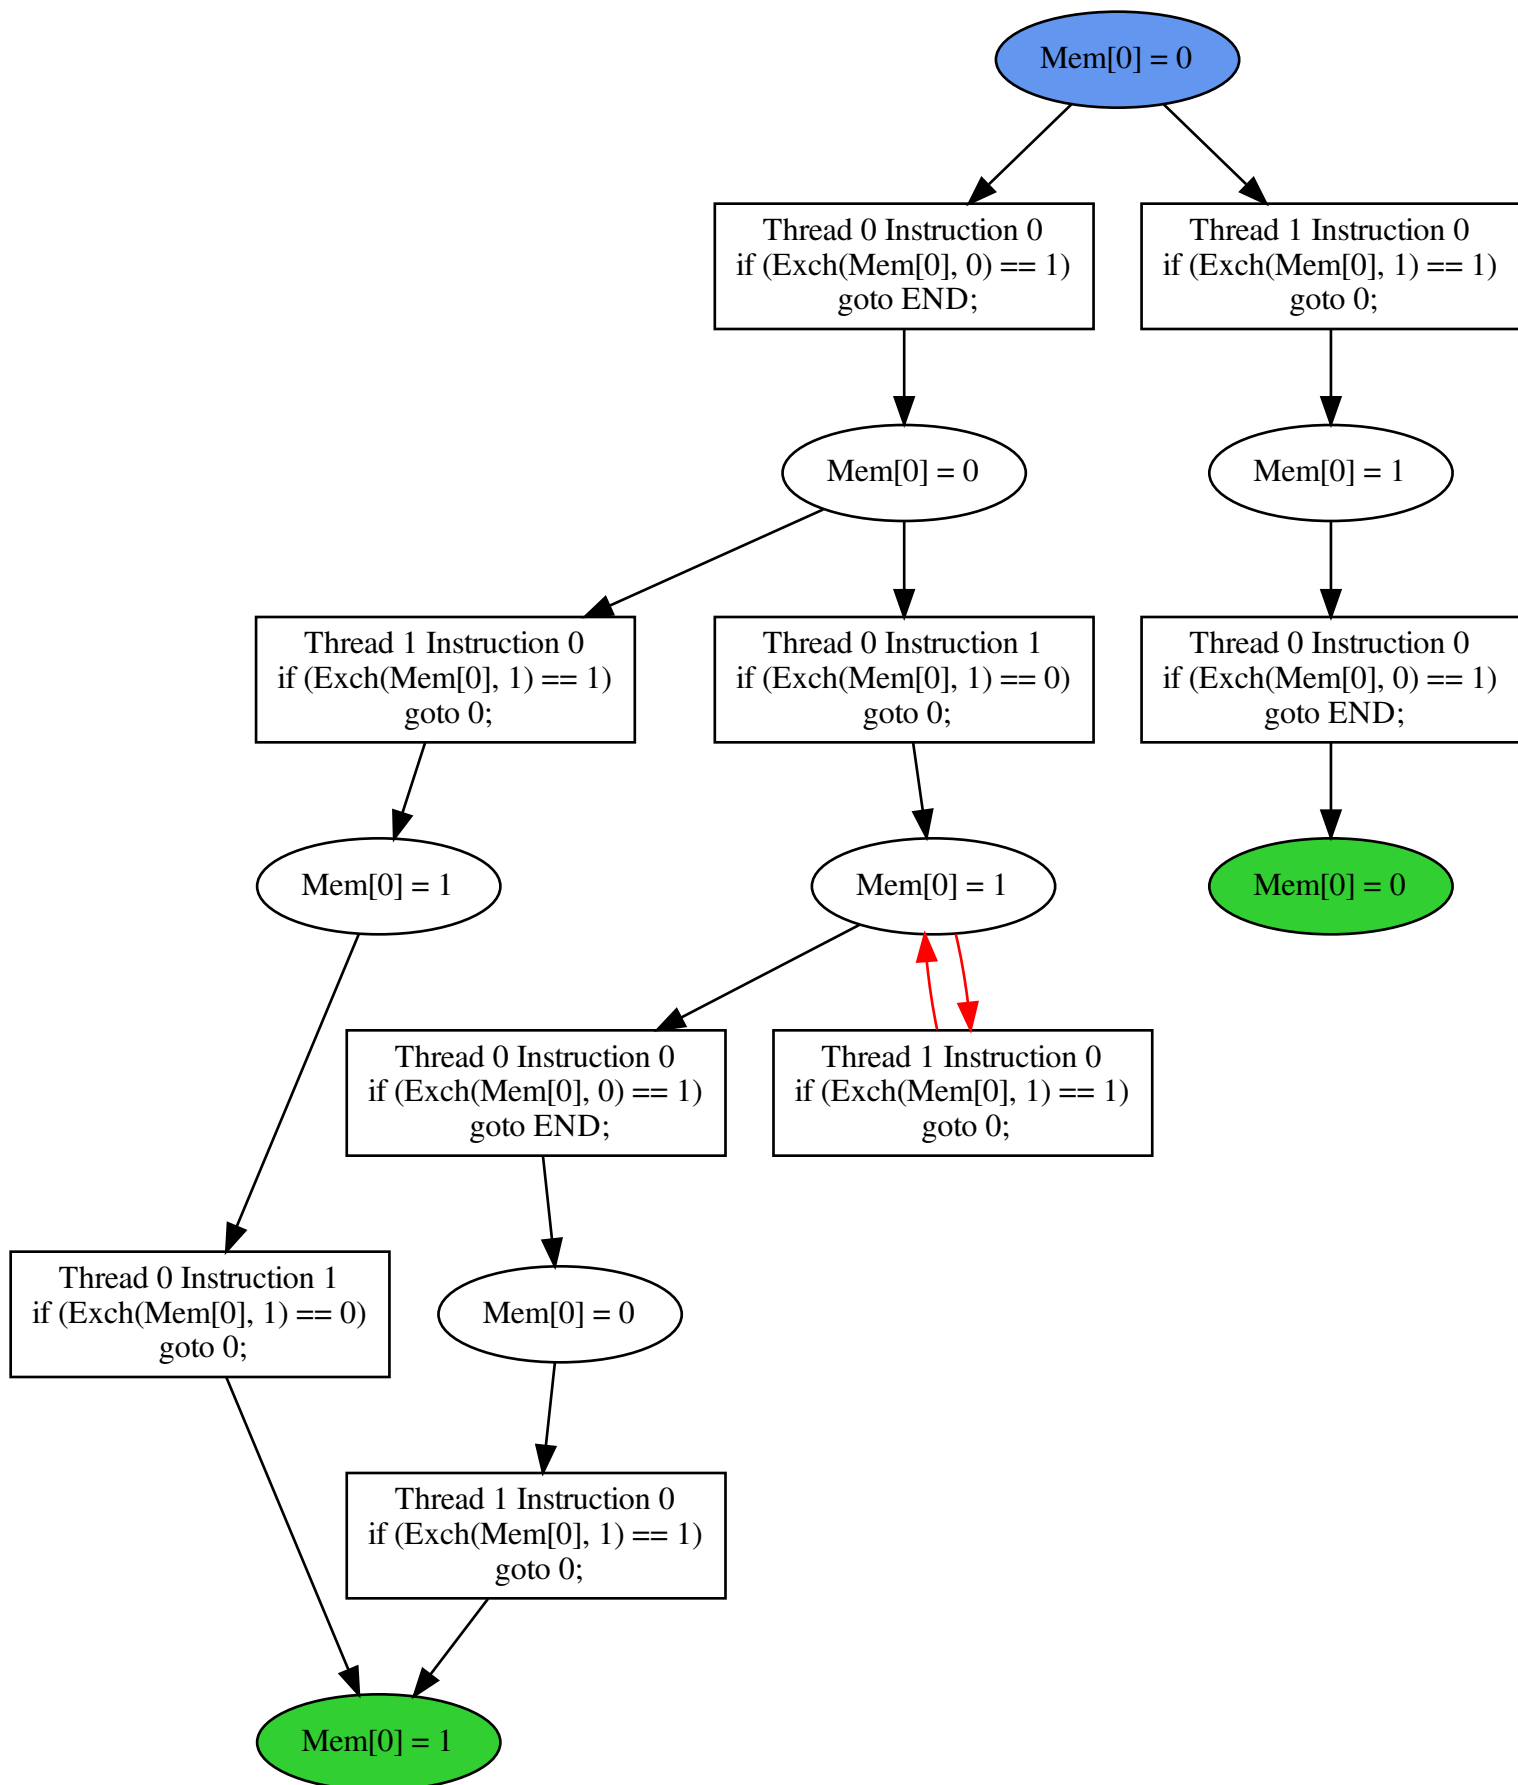 Mem[0] = 0
Thread 0 Instruction 0
if (Exch(Mem[0], 0) == 1)
goto END;
Thread 1 Instruction 0
if (Exch(Mem[0], 1) == 1)
goto 0;
Mem[0] = 0
Mem[0] = 1
Thread 1 Instruction 0
if (Exch(Mem[0], 1) == 1)
goto 0;
Thread 0 Instruction 1
if (Exch(Mem[0], 1) == 0)
goto 0;
Thread 0 Instruction 0
if (Exch(Mem[0], 0) == 1)
goto END;
Mem[0] = 1
Mem[0] = 1
Mem[0] = 0
Thread 0 Instruction 0
if (Exch(Mem[0], 0) == 1)
goto END;
Thread 1 Instruction 0
if (Exch(Mem[0], 1) == 1)
goto 0;
Thread 0 Instruction 1
if (Exch(Mem[0], 1) == 0)
goto 0;
Mem[0] = 0
Thread 1 Instruction 0
if (Exch(Mem[0], 1) == 1)
goto 0;
Mem[0] = 1